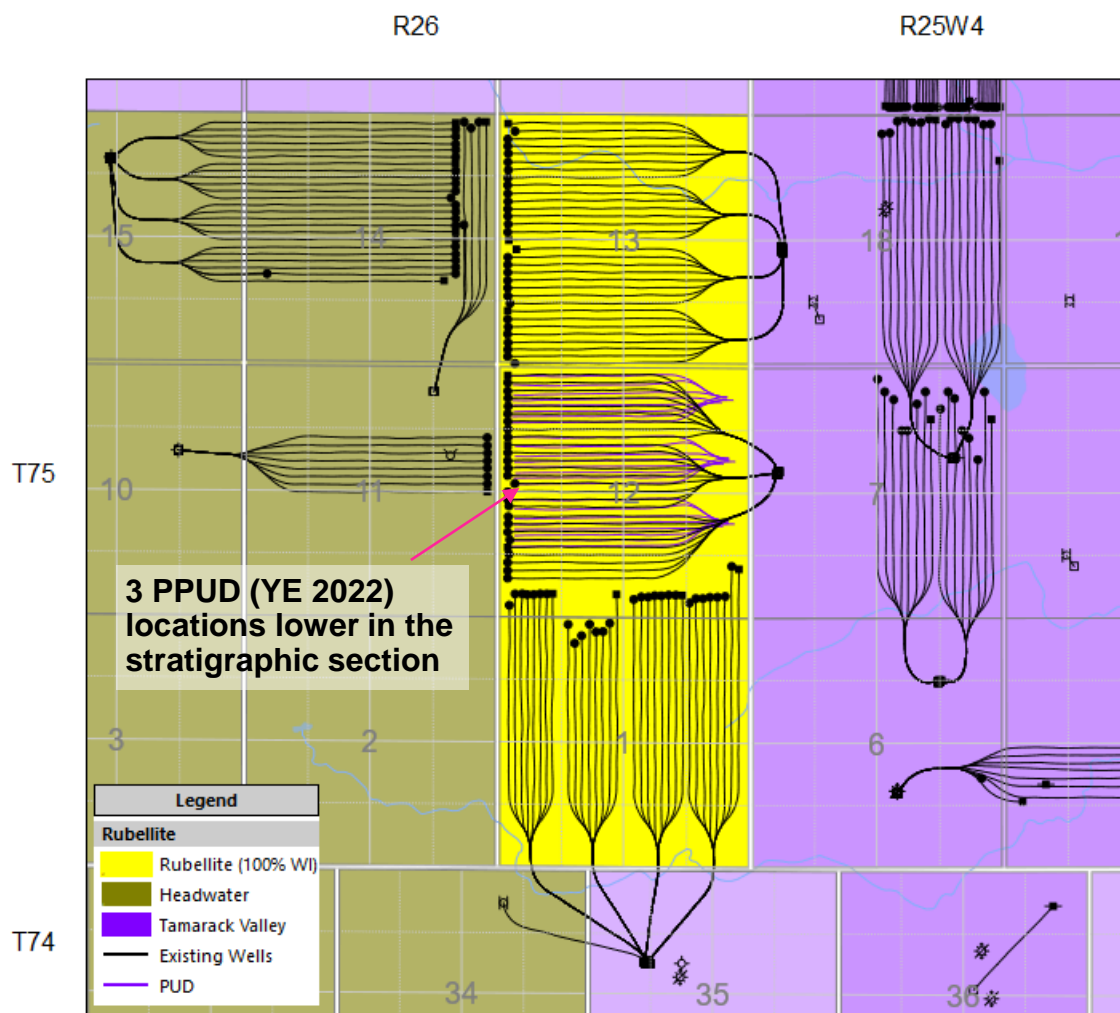 R26
R25W4
15
14
13
18
T75
10
11
12
7
3 PPUD (YE 2022)
locations lower in the
stratigraphic section
3
2
1
6
Legend
Rubellite
Rubellite (100% WI)
Headwater
Tamarack Valley
Existing Wells
PUD
T74
34
35
36